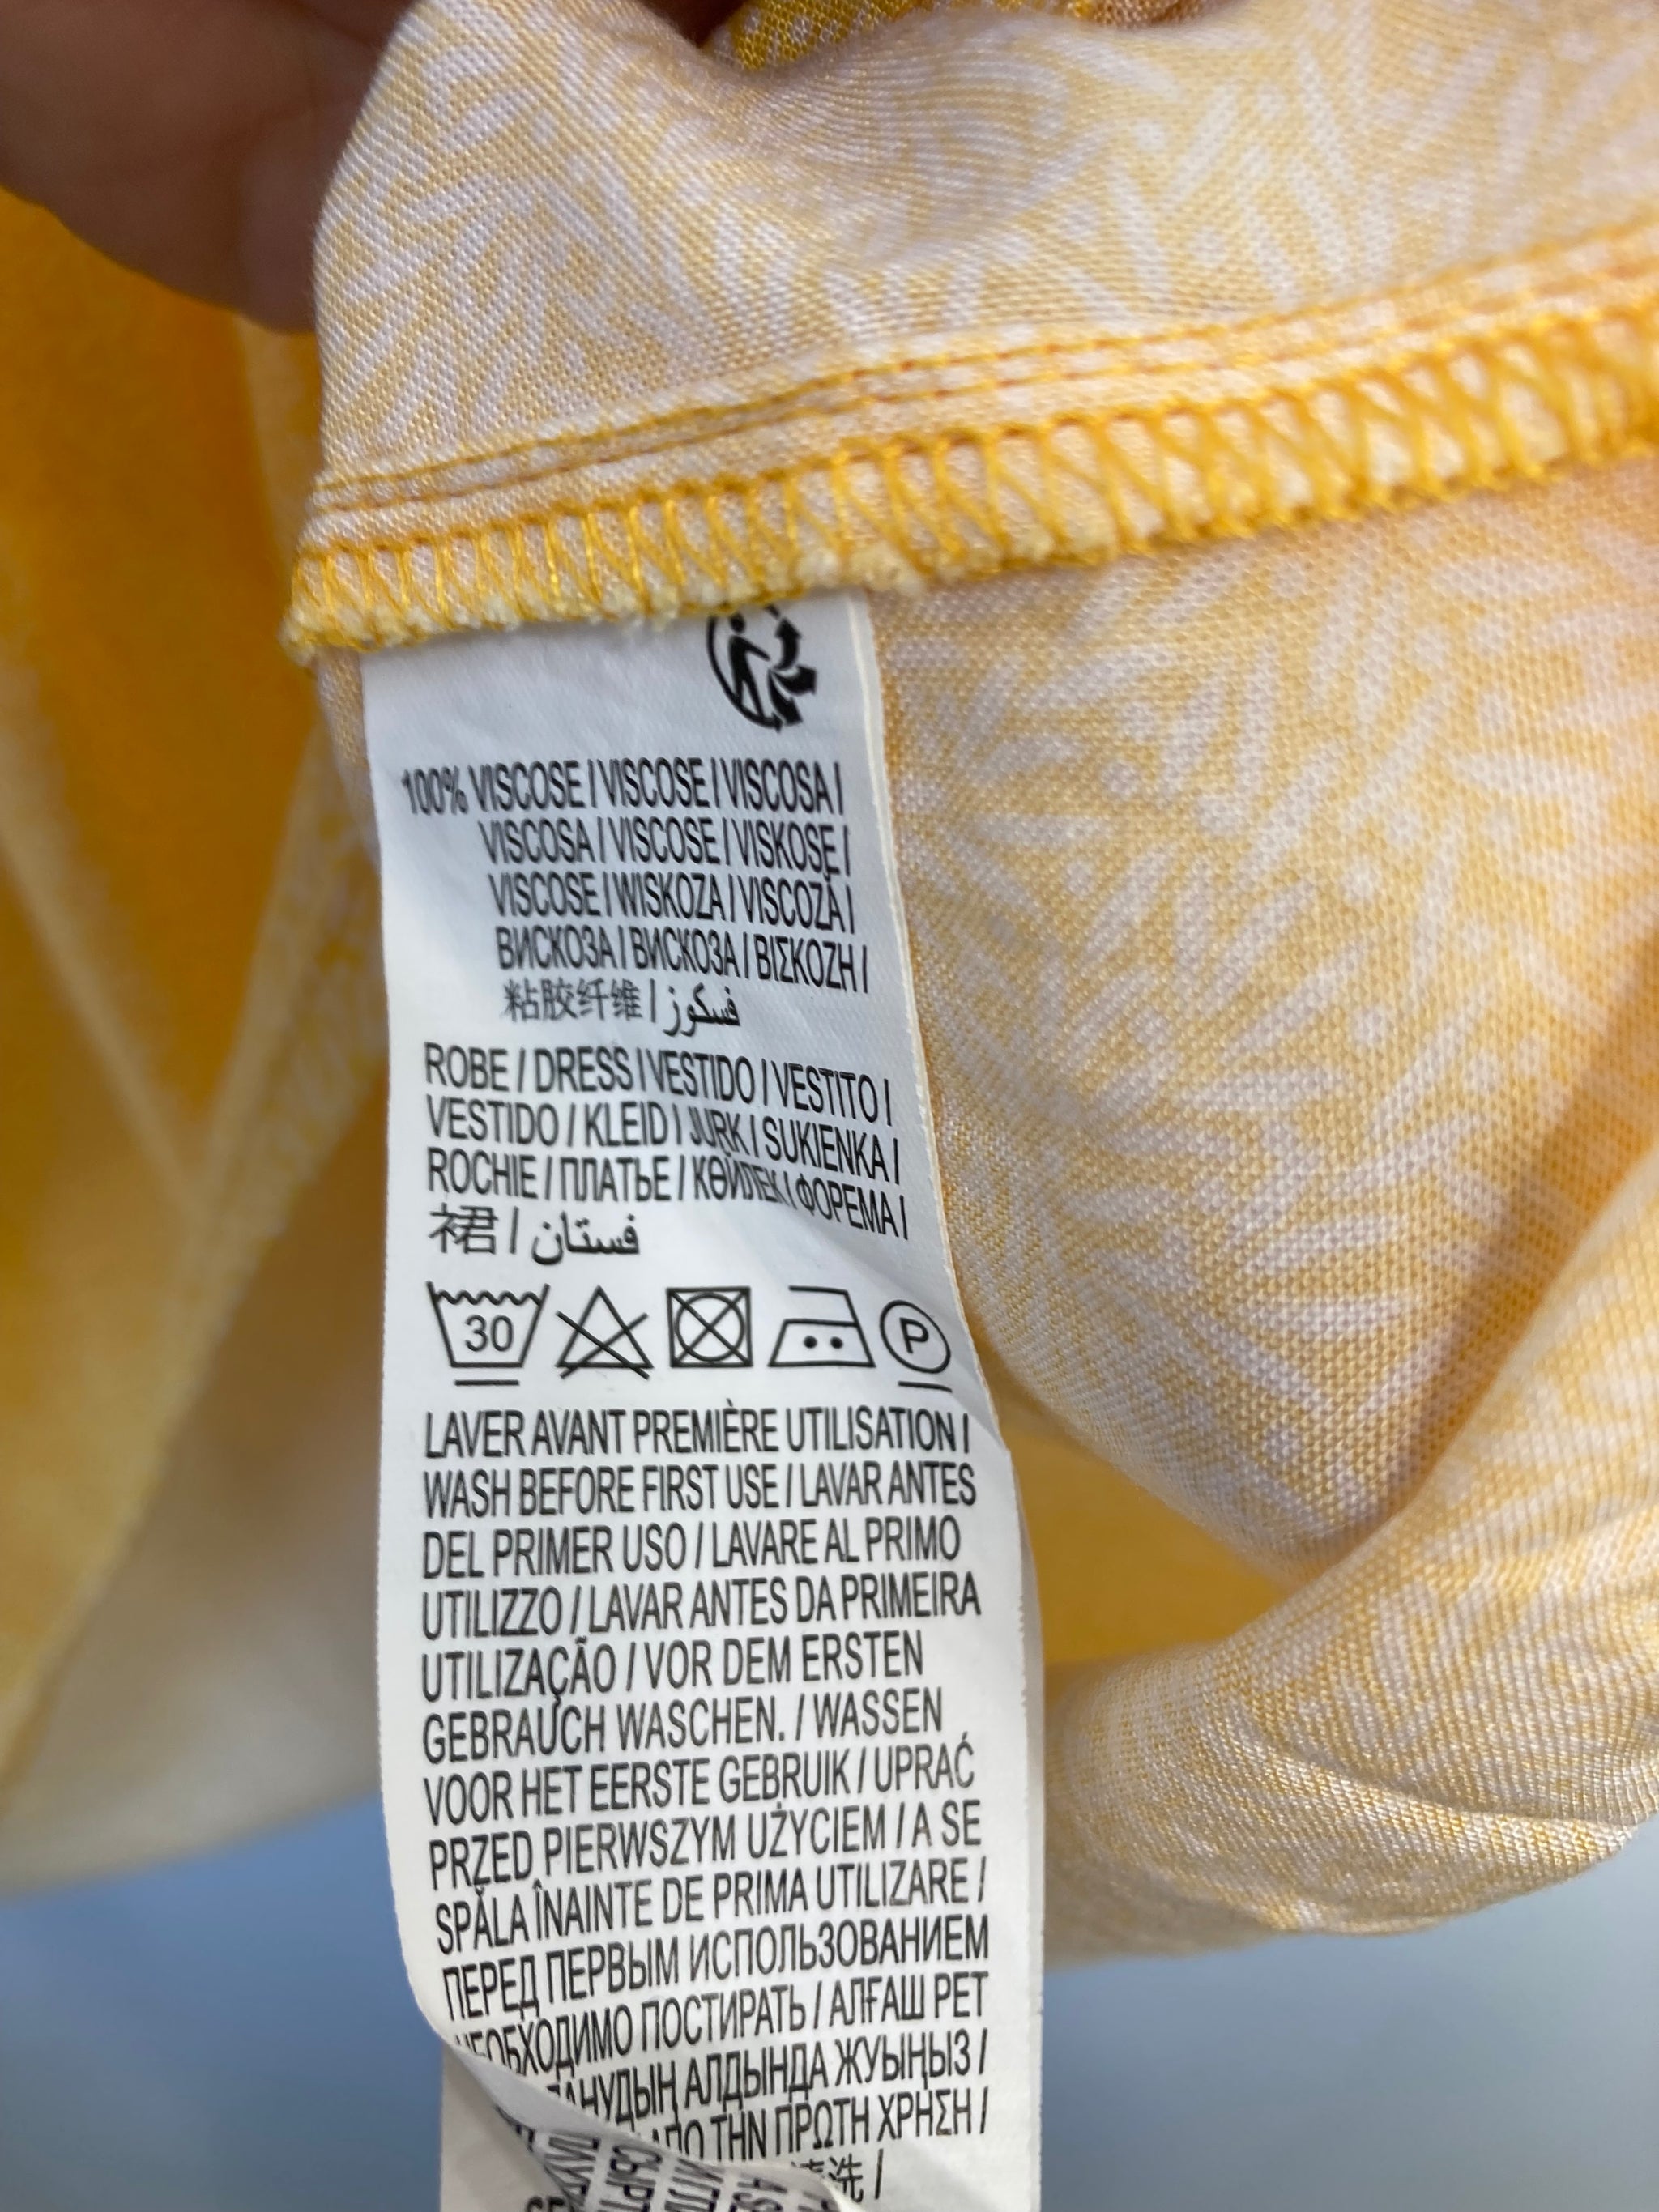 100% VISCOSE / VISCOSE / VISCOSA /
VISCOSA / VISCOSE / VISKOSE /
VISCOSE / WISKOZA / VISCOZĂ /
ВИСКОЗА / ВИСКОЗА / ΒΙΣΚΟΖΗ /
粘胶纤维 / فسكوز
ROBE / DRESS / VESTIDO / VESTITO /
VESTIDO / KLEID / JURK / SUKIENKA /
ROCHIE / ПЛАТЬЕ / КӨЙЛЕК / ΦΟΡΕΜΑ /
裙 / فستان
30 P
LAVER AVANT PREMIÈRE UTILISATION /
WASH BEFORE FIRST USE / LAVAR ANTES
DEL PRIMER USO / LAVARE AL PRIMO
UTILIZZO / LAVAR ANTES DA PRIMEIRA
UTILIZAÇÃO / VOR DEM ERSTEN
GEBRAUCH WASCHEN. / WASSEN
VOOR HET EERSTE GEBRUIK / UPRAĆ
PRZED PIERWSZYM UŻYCIEM / A SE
SPĂLA ÎNAINTE DE PRIMA UTILIZARE /
ПЕРЕД ПЕРВЫМ ИСПОЛЬЗОВАНИЕМ
НЕОБХОДИМО ПОСТИРАТЬ / АЛҒАШ РЕТ
АЛДЫНДА ЖУЫҢЫЗ /
ΑΠΟ ΤΗΝ ΠΡΩΤΗ ΧΡΗΣΗ /
洗 /